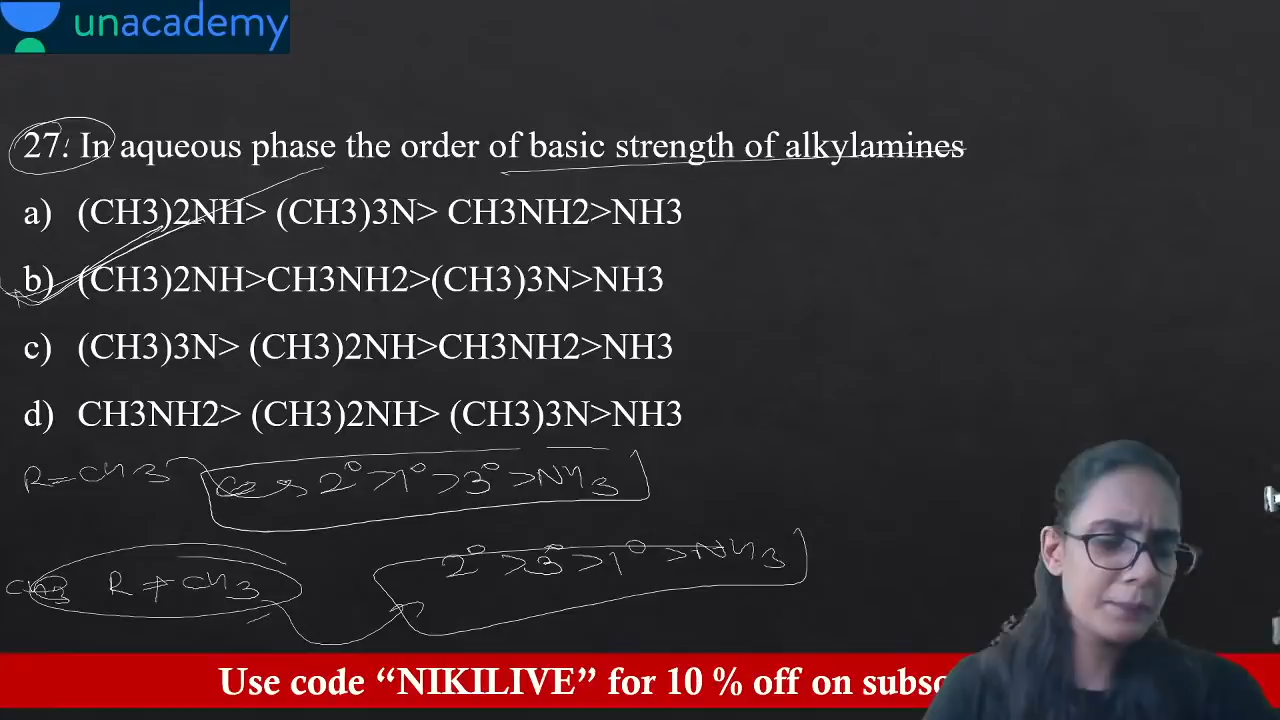 unacademy
27. In aqueous phase the order of basic strength of alkylamines
a) (CH3)2NH> (CH3)3N> CH3NH2>NH3
b) (CH3)2NH>CH3NH2>(CH3)3N>NH3
c) (CH3)3N> (CH3)2NH>CH3NH2>NH3
d) CH3NH2> (CH3)2NH> (CH3)3N>NH3
R=CH3 2°>1°>3°>NH3
CH3 R≠CH3 2°>3°>1°>NH3
Use code “NIKILIVE” for 10 % off on